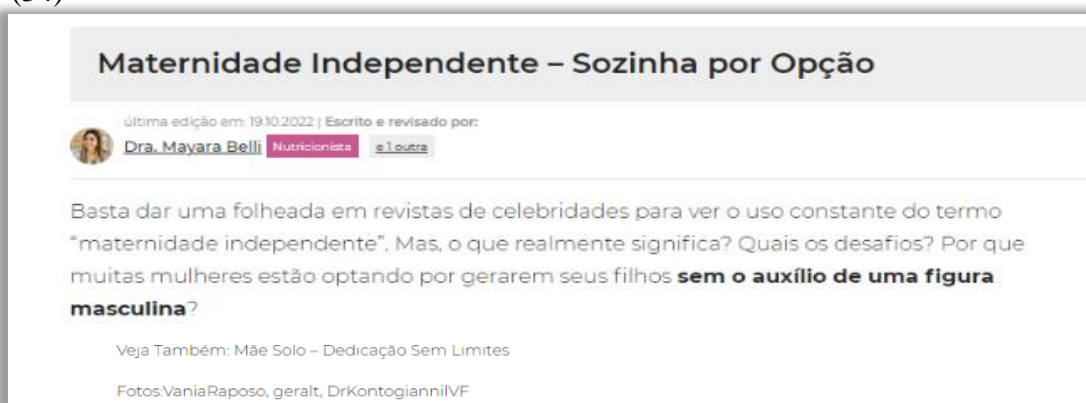 Maternidade Independente – Sozinha por Opção
última edição em: 19.10.2022 | Escrito e revisado por:
Dra. Mayara Belli Nutricionista e 1 outra
Basta dar uma folheada em revistas de celebridades para ver o uso constante do termo
“maternidade independente”. Mas, o que realmente significa? Quais os desafios? Por que
muitas mulheres estão optando por gerarem seus filhos sem o auxílio de uma figura
masculina?
Veja Também: Mãe Solo – Dedicação Sem Limites
Fotos:VaniaRaposo, geralt, DrKontogianniIVF